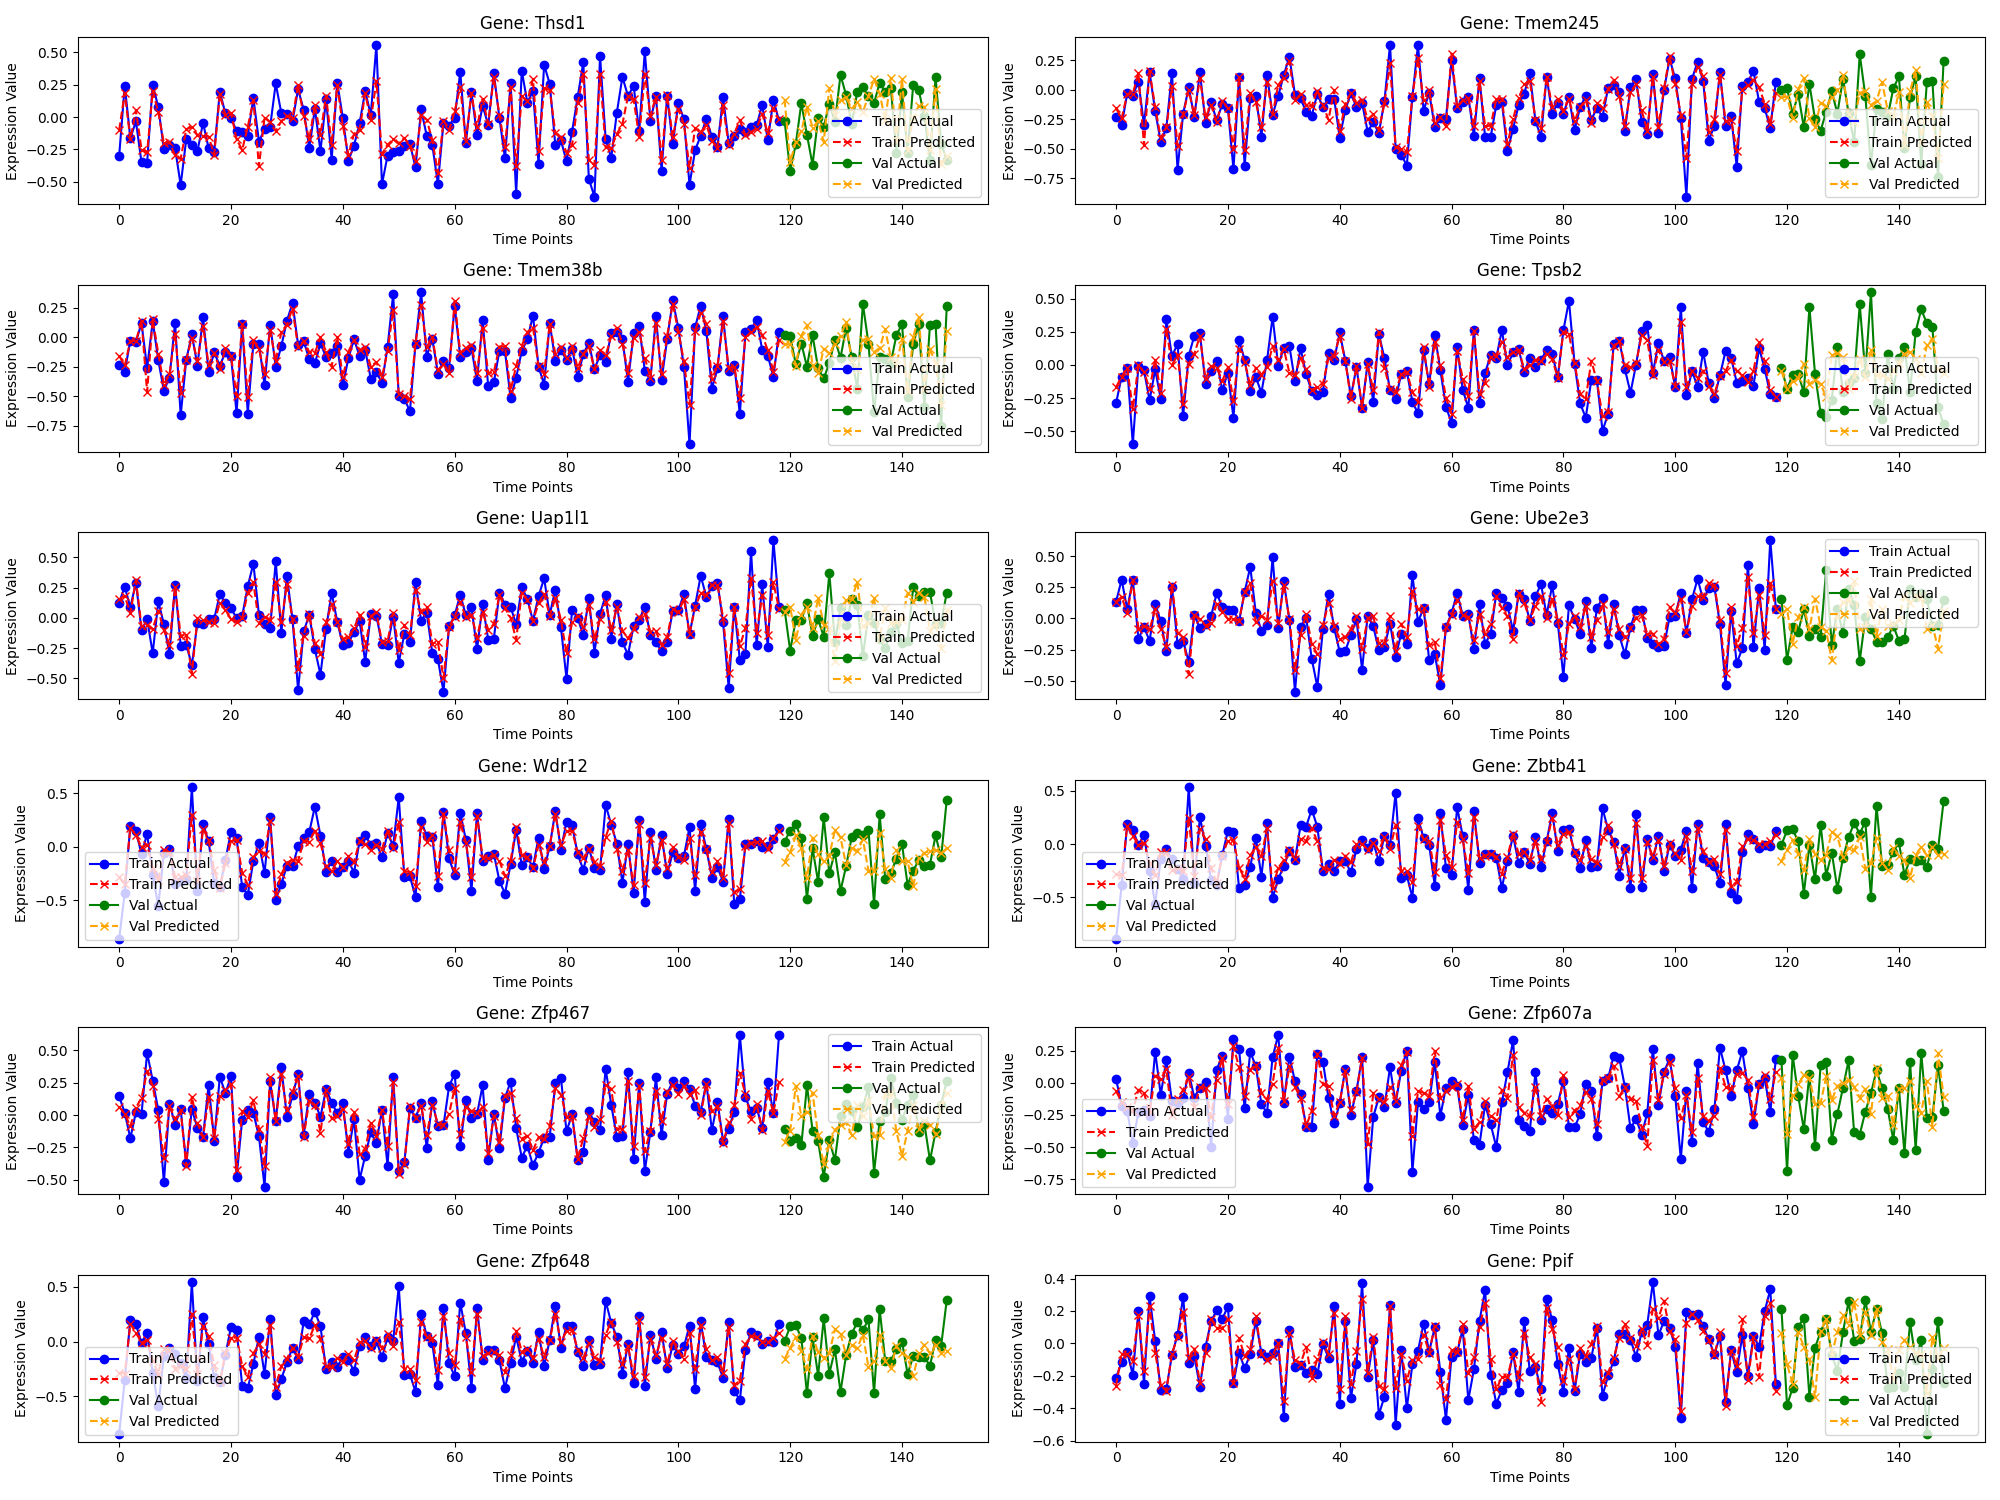 Gene: Thsd1
Expression Value
0.50
0.25
0.00
−0.25
−0.50
0 20 40 60 80 100 120 140
Time Points
Train Actual
Train Predicted
Val Actual
Val Predicted
Gene: Tmem245
Expression Value
0.25
0.00
−0.25
−0.50
−0.75
0 20 40 60 80 100 120 140
Time Points
Train Actual
Train Predicted
Val Actual
Val Predicted
Gene: Tmem38b
Expression Value
0.25
0.00
−0.25
−0.50
−0.75
0 20 40 60 80 100 120 140
Time Points
Train Actual
Train Predicted
Val Actual
Val Predicted
Gene: Tpsb2
Expression Value
0.50
0.25
0.00
−0.25
−0.50
0 20 40 60 80 100 120 140
Time Points
Train Actual
Train Predicted
Val Actual
Val Predicted
Gene: Uap1l1
Expression Value
0.50
0.25
0.00
−0.25
−0.50
0 20 40 60 80 100 120 140
Time Points
Train Actual
Train Predicted
Val Actual
Val Predicted
Gene: Ube2e3
Expression Value
0.50
0.25
0.00
−0.25
−0.50
0 20 40 60 80 100 120 140
Time Points
Train Actual
Train Predicted
Val Actual
Val Predicted
Gene: Wdr12
Expression Value
0.5
0.0
−0.5
0 20 40 60 80 100 120 140
Time Points
Train Actual
Train Predicted
Val Actual
Val Predicted
Gene: Zbtb41
Expression Value
0.5
0.0
−0.5
0 20 40 60 80 100 120 140
Time Points
Train Actual
Train Predicted
Val Actual
Val Predicted
Gene: Zfp467
Expression Value
0.50
0.25
0.00
−0.25
−0.50
0 20 40 60 80 100 120 140
Time Points
Train Actual
Train Predicted
Val Actual
Val Predicted
Gene: Zfp607a
Expression Value
0.25
0.00
−0.25
−0.50
−0.75
0 20 40 60 80 100 120 140
Time Points
Train Actual
Train Predicted
Val Actual
Val Predicted
Gene: Zfp648
Expression Value
0.5
0.0
−0.5
0 20 40 60 80 100 120 140
Time Points
Train Actual
Train Predicted
Val Actual
Val Predicted
Gene: Ppif
Expression Value
0.4
0.2
0.0
−0.2
−0.4
−0.6
0 20 40 60 80 100 120 140
Time Points
Train Actual
Train Predicted
Val Actual
Val Predicted